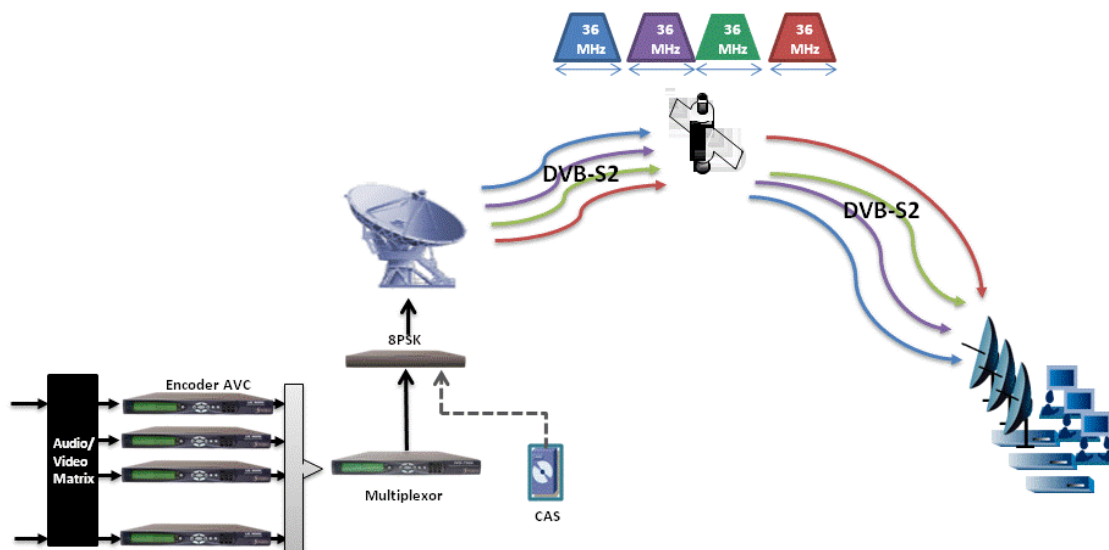 36
MHz
36
MHz
36
MHz
36
MHz
DVB-S2
DVB-S2
8PSK
Encoder AVC
Audio/
Video
Matrix
Multiplexor
CAS